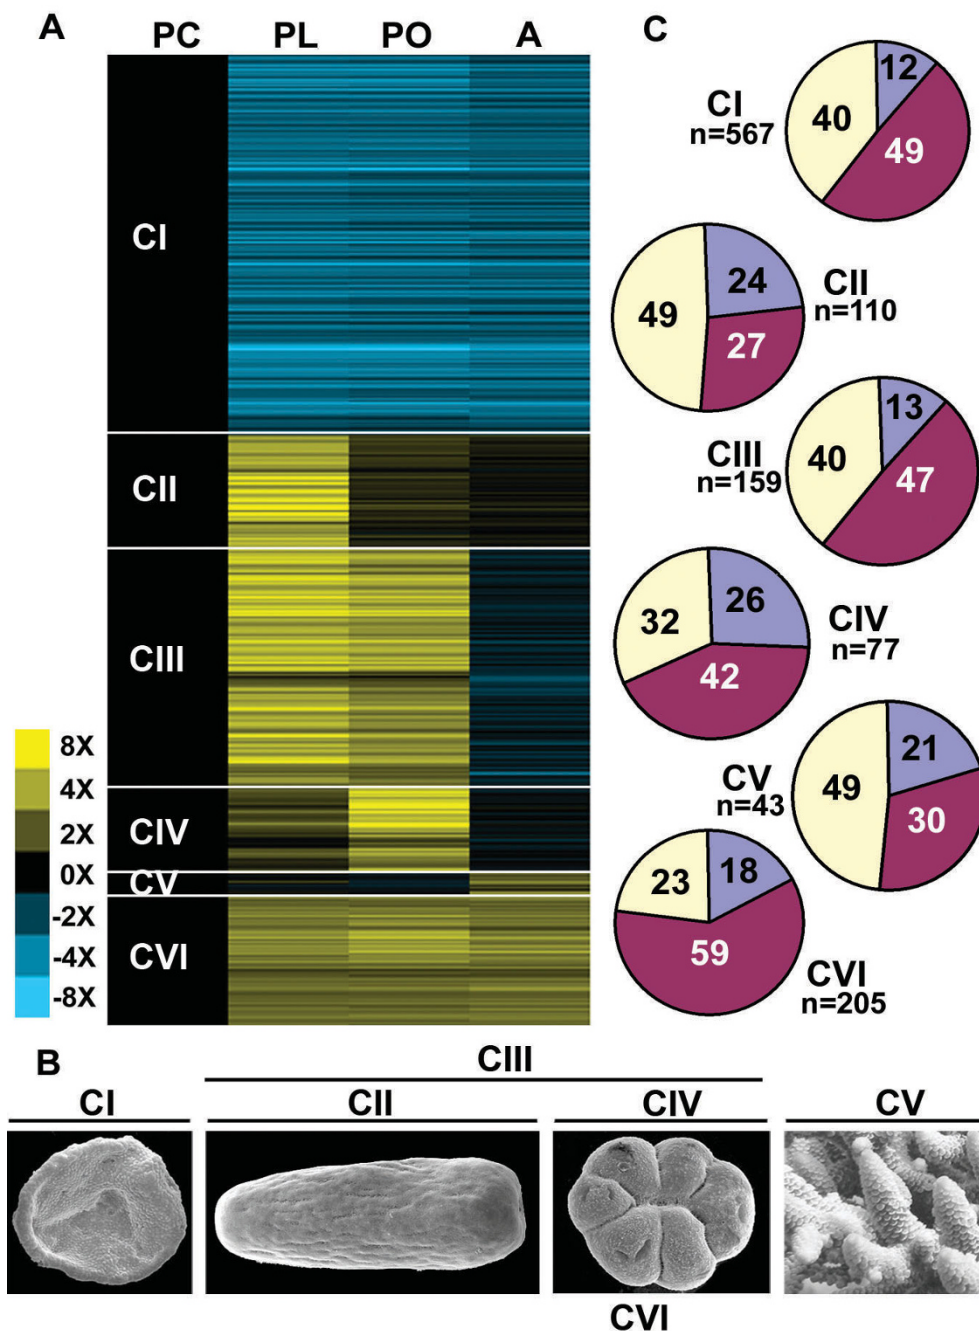 A
PC PL PO A
CI
CII
CIII
CIV
CV
CVI
8X
4X
2X
0X
-2X
-4X
-8X
C
CI
n=567
12
40
49
CII
n=110
24
49
27
CIII
n=159
13
40
47
CIV
n=77
26
32
42
CV
n=43
21
49
30
CVI
n=205
18
23
59
B
CIII
CI CII CIV CV
CVI